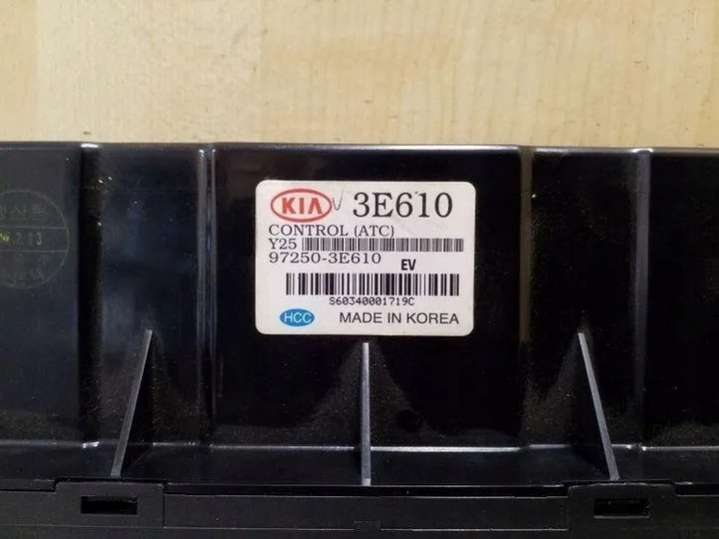 KIA 3E610
CONTROL (ATC)
Y25
97250-3E610 EV
S60340001719C
HCC MADE IN KOREA